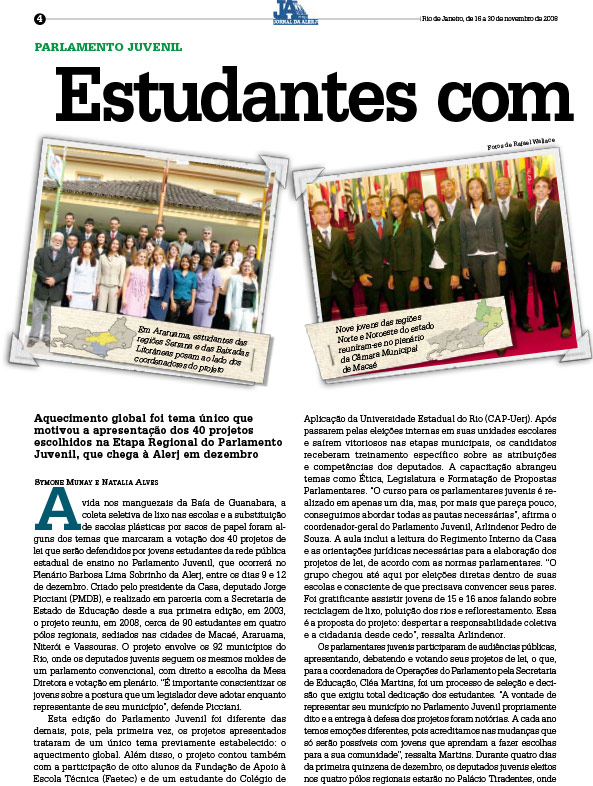 4
JA
JORNAL DA ALERJ
Rio de Janeiro, de 16 a 30 de novembro de 2008
PARLAMENTO JUVENIL
Estudantes com
Fotos de Rafael Wallace
Em Araruama, estudantes das
regiões Serrana e das Baixadas
Litorâneas posam ao lado dos
coordenadores do projeto
Nove jovens das regiões
Norte e Noroeste do estado
reuniram-se no plenário
da Câmara Municipal
de Macaé
Aquecimento global foi tema único que
motivou a apresentação dos 40 projetos
escolhidos na Etapa Regional do Parlamento
Juvenil, que chega à Alerj em dezembro
SYMONE MUNAY E NATALIA ALVES
A vida nos manguezais da Baía de Guanabara, a
coleta seletiva de lixo nas escolas e a substituição
de sacolas plásticas por sacos de papel foram al-
guns dos temas que marcaram a votação dos 40 projetos
de lei que serão defendidos por jovens estudantes da rede pública
estadual de ensino no Parlamento Juvenil, que ocorrerá no
Plenário Barbosa Lima Sobrinho da Alerj, entre os dias 9 e 12
de dezembro. Criado pelo presidente da Casa, deputado Jorge
Picciani (PMDB), e realizado em parceria com a Secretaria de
Estado de Educação desde a sua primeira edição, em 2003,
o projeto reuniu, em 2008, cerca de 90 estudantes em quatro
pólos regionais, sediados nas cidades de Macaé, Araruama,
Niterói e Vassouras. O projeto envolve os 92 municípios do
Rio, onde os deputados juvenis seguem os mesmos moldes de
um parlamento convencional, com direito a escolha da Mesa
Diretora e votação em plenário. "É importante conscientizar os
jovens sobre a postura que um legislador deve adotar enquanto
representante de seu município", defende Picciani.
Esta edição do Parlamento Juvenil foi diferente das
demais, pois, pela primeira vez, os projetos apresentados
trataram de um único tema previamente estabelecido: o
aquecimento global. Além disso, o projeto contou também
com a participação de oito alunos da Fundação de Apoio à
Escola Técnica (Faetec) e de um estudante do Colégio de
Aplicação da Universidade Estadual do Rio (CAP-Uerj). Após
passarem pelas eleições internas em suas unidades escolares
e saírem vitoriosos nas etapas municipais, os candidatos
receberam treinamento específico sobre as atribuições
e competências dos deputados. A capacitação abrangeu
temas como Ética, Legislatura e Formatação de Propostas
Parlamentares. "O curso para os parlamentares juvenis é re-
alizado em apenas um dia, mas, por mais que pareça pouco,
conseguimos abordar todas as pautas necessárias", afirma o
coordenador-geral do Parlamento Juvenil, Arlindenor Pedro de
Souza. A aula inclui a leitura do Regimento Interno da Casa
e as orientações jurídicas necessárias para a elaboração dos
projetos de lei, de acordo com as normas parlamentares. "O
grupo chegou até aqui por eleições diretas dentro de suas
escolas e consciente de que precisava convencer seus pares.
Foi gratificante assistir jovens de 15 e 16 anos falando sobre
reciclagem de lixo, poluição dos rios e reflorestamento. Essa
é a proposta do projeto: despertar a responsabilidade coletiva
e a cidadania desde cedo", ressalta Arlindenor.
Os parlamentares juvenis participaram de audiências públicas,
apresentando, debatendo e votando seus projetos de lei, o que,
para a coordenadora de Operações do Parlamento pela Secretaria
de Educação, Cléa Martins, foi um processo de seleção e deci-
são que exigiu total dedicação dos estudantes. "A vontade de
representar seu município no Parlamento Juvenil propriamente
dito e a entrega à defesa dos projetos foram notórias. A cada ano
temos emoções diferentes, pois acreditamos nas mudanças que
só serão possíveis com jovens que aprendam a fazer escolhas
para a sua comunidade", ressalta Martins. Durante quatro dias
da primeira quinzena de dezembro, os deputados juvenis eleitos
nos quatro pólos regionais estarão no Palácio Tiradentes, onde